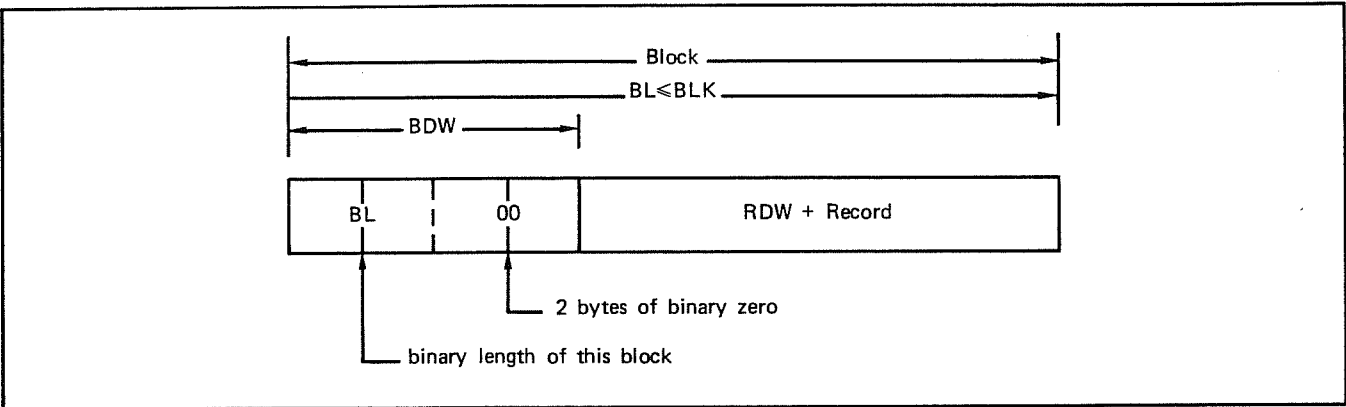 Block
BL≤BLK
BDW
BL
00
RDW + Record
2 bytes of binary zero
binary length of this block